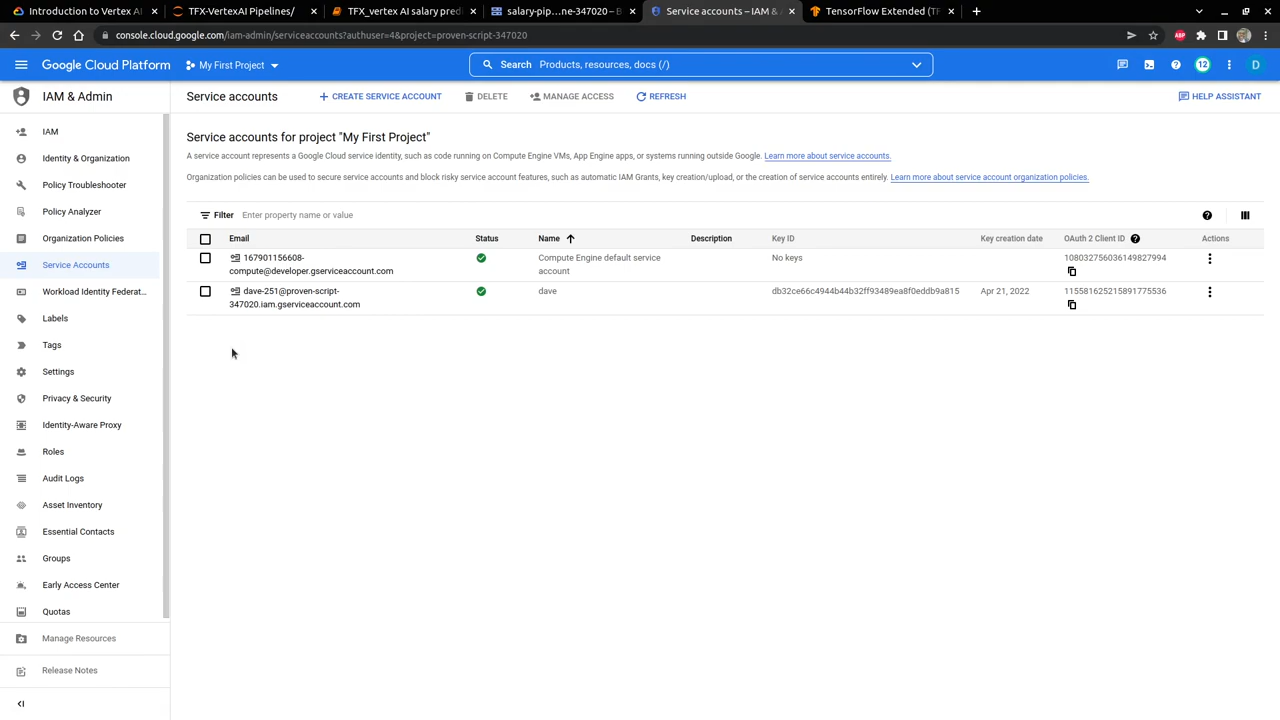 Introduction to Vertex AI
TFX-VertexAI Pipelines/
TFX_vertex AI salary pred
salary-pip…ne-347020 – B
Service accounts – IAM & A
TensorFlow Extended (TF
console.cloud.google.com/iam-admin/serviceaccounts?authuser=4&project=proven-script-347020
ABP
Google Cloud Platform
My First Project
Search Products, resources, docs (/)
12
D
IAM & Admin
Service accounts
CREATE SERVICE ACCOUNT
DELETE
MANAGE ACCESS
REFRESH
HELP ASSISTANT
IAM
Identity & Organization
Policy Troubleshooter
Policy Analyzer
Organization Policies
Service Accounts
Workload Identity Federat...
Labels
Tags
Settings
Privacy & Security
Identity-Aware Proxy
Roles
Audit Logs
Asset Inventory
Essential Contacts
Groups
Early Access Center
Quotas
Manage Resources
Release Notes
Service accounts for project "My First Project"
A service account represents a Google Cloud service identity, such as code running on Compute Engine VMs, App Engine apps, or systems running outside Google. Learn more about service accounts.
Organization policies can be used to secure service accounts and block risky service account features, such as automatic IAM Grants, key creation/upload, or the creation of service accounts entirely. Learn more about service account organization policies.
Filter Enter property name or value
Email Status Name Description Key ID Key creation date OAuth 2 Client ID Actions
167901156608- Compute Engine default service No keys 108032756036149827994
compute@developer.gserviceaccount.com account
dave-251@proven-script- dave db32ce66c4944b44b32ff93489ea8f0eddb9a815 Apr 21, 2022 115581625215891775536
347020.iam.gserviceaccount.com